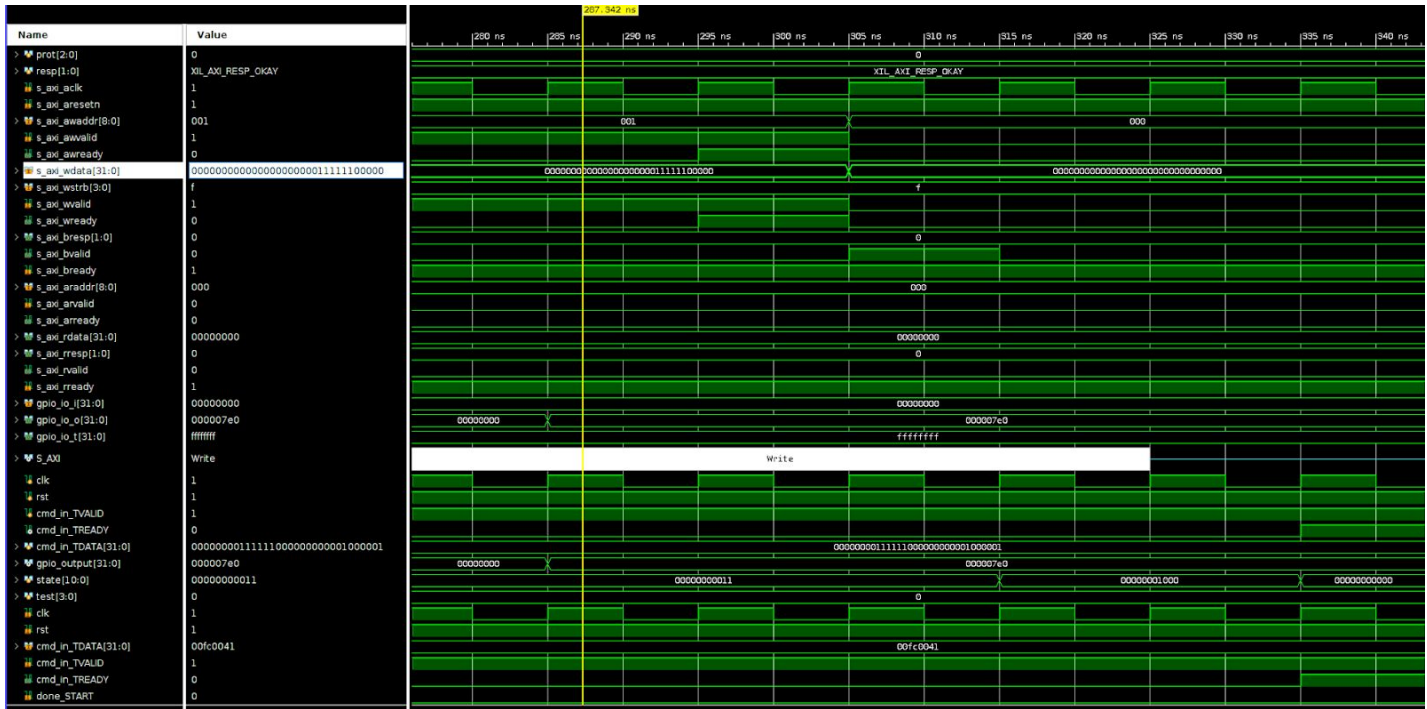 287.342 ns
Name Value 280 ns 285 ns 290 ns 295 ns 300 ns 305 ns 310 ns 315 ns 320 ns 325 ns 330 ns 335 ns 340 ns
prot[2:0] 0 0
resp[1:0] XIL_AXI_RESP_OKAY XIL_AXI_RESP_OKAY
s_axi_aclk 1
s_axi_aresetn 1
s_axi_awaddr[8:0] 001 001 000
s_axi_awvalid 1
s_axi_awready 0
s_axi_wdata[31:0] 00000000000000000000011111100000 00000000000000000000011111100000 00000000000000000000000000000000
s_axi_wstrb[3:0] f f
s_axi_wvalid 1
s_axi_wready 0
s_axi_bresp[1:0] 0 0
s_axi_bvalid 0
s_axi_bready 1
s_axi_araddr[8:0] 000 000
s_axi_arvalid 0
s_axi_arready 0
s_axi_rdata[31:0] 00000000 00000000
s_axi_rresp[1:0] 0 0
s_axi_rvalid 0
s_axi_rready 1
gpio_io_i[31:0] 00000000 00000000
gpio_io_o[31:0] 000007e0 00000000 000007e0
gpio_io_t[31:0] ffffffff ffffffff
S_AXI Write Write
clk 1
rst 1
cmd_in_TVALID 1
cmd_in_TREADY 0
cmd_in_TDATA[31:0] 00000000111111000000000001000001 00000000111111000000000001000001
gpio_output[31:0] 000007e0 00000000 000007e0
state[10:0] 00000000011 00000000011 00000001000 00000000000
test[3:0] 0 0
clk 1
rst 1
cmd_in_TDATA[31:0] 00fc0041 00fc0041
cmd_in_TVALID 1
cmd_in_TREADY 0
done_START 0